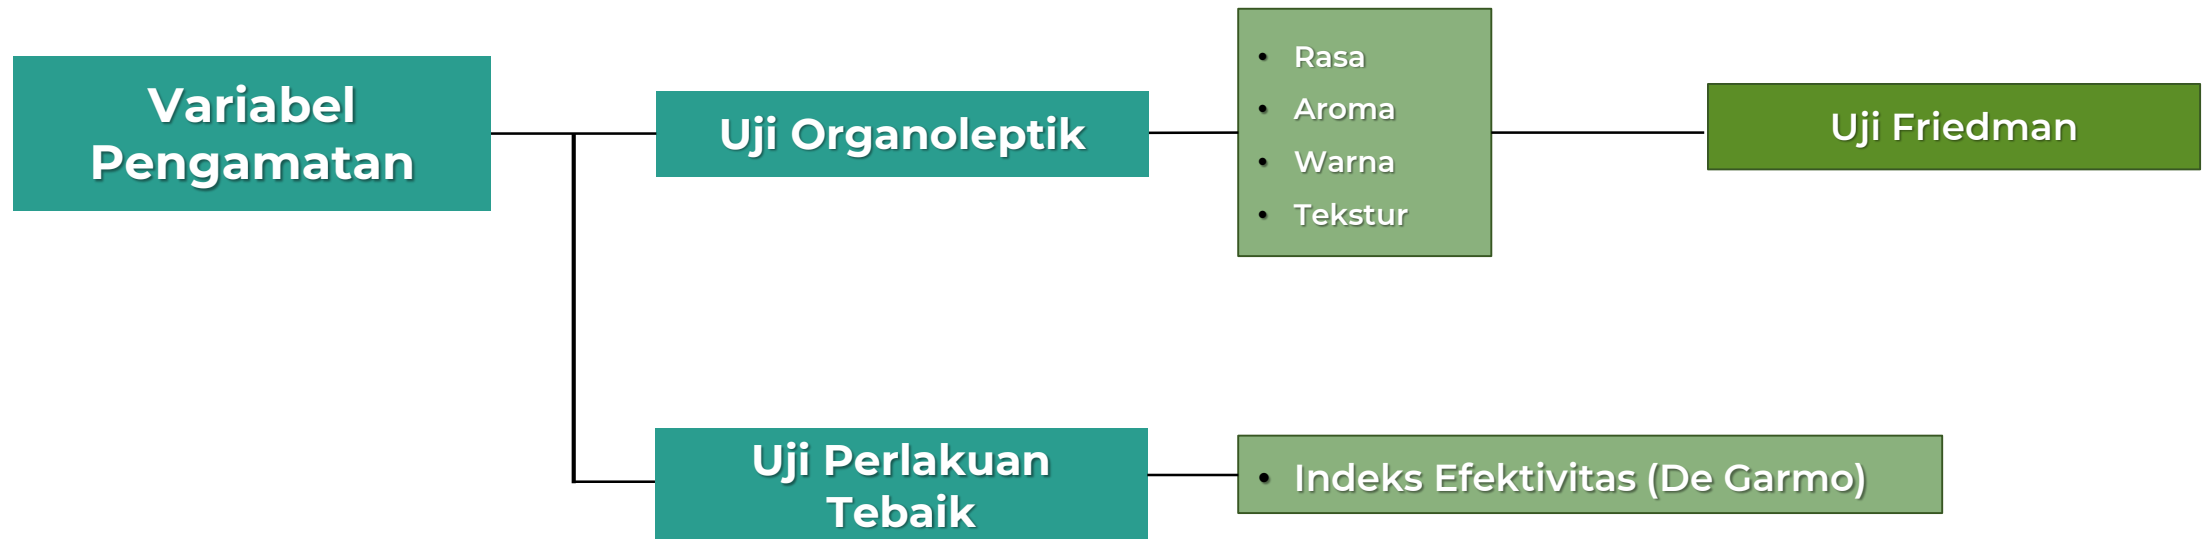 Variabel
Pengamatan
Uji Organoleptik
• Rasa
• Aroma
• Warna
• Tekstur
Uji Friedman
Uji Perlakuan
Tebaik
• Indeks Efektivitas (De Garmo)